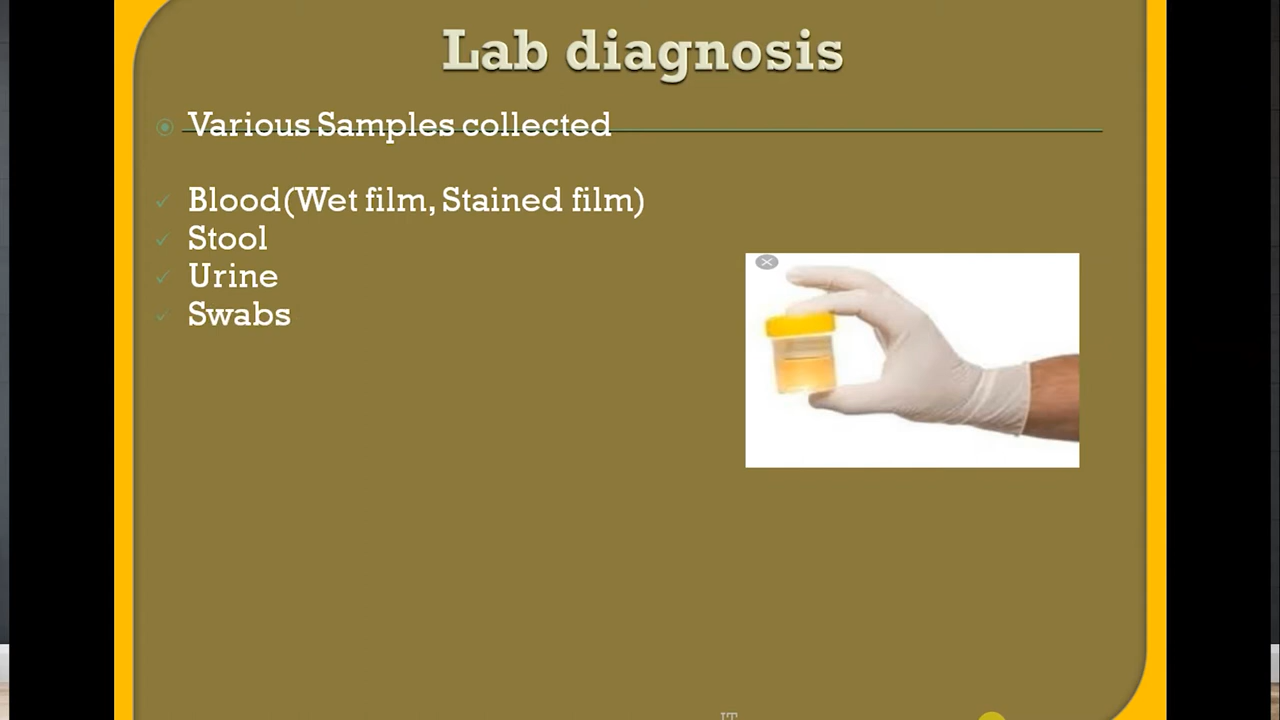 Lab diagnosis
Various Samples collected
Blood(Wet film, Stained film)
Stool
Urine
Swabs